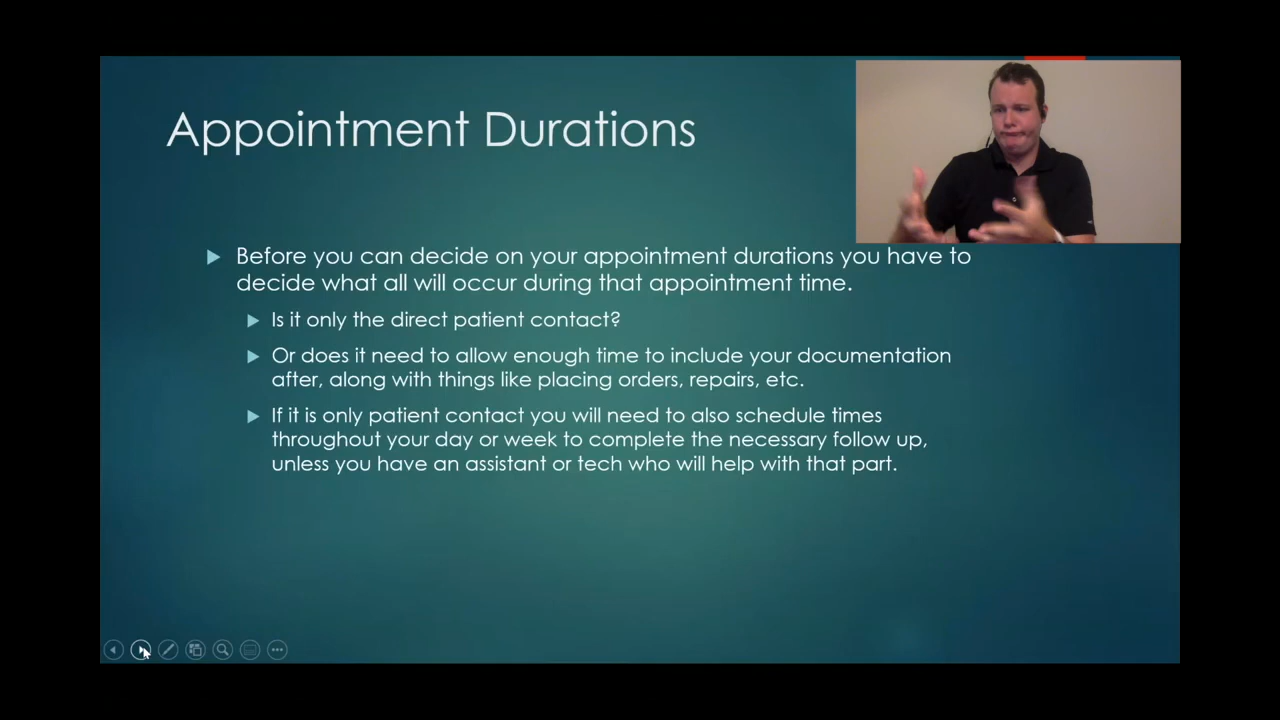 Appointment Durations
Before you can decide on your appointment durations you have to
decide what all will occur during that appointment time.
Is it only the direct patient contact?
Or does it need to allow enough time to include your documentation
after, along with things like placing orders, repairs, etc.
If it is only patient contact you will need to also schedule times
throughout your day or week to complete the necessary follow up,
unless you have an assistant or tech who will help with that part.